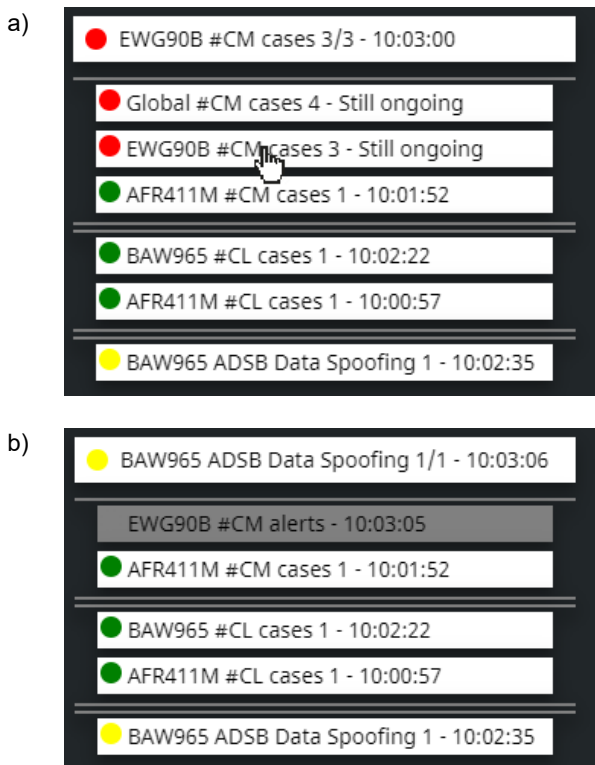 a)
EWG90B #CM cases 3/3 - 10:03:00
Global #CM cases 4 - Still ongoing
EWG90B #CM cases 3 - Still ongoing
AFR411M #CM cases 1 - 10:01:52
BAW965 #CL cases 1 - 10:02:22
AFR411M #CL cases 1 - 10:00:57
BAW965 ADSB Data Spoofing 1 - 10:02:35
b)
BAW965 ADSB Data Spoofing 1/1 - 10:03:06
EWG90B #CM alerts - 10:03:05
AFR411M #CM cases 1 - 10:01:52
BAW965 #CL cases 1 - 10:02:22
AFR411M #CL cases 1 - 10:00:57
BAW965 ADSB Data Spoofing 1 - 10:02:35